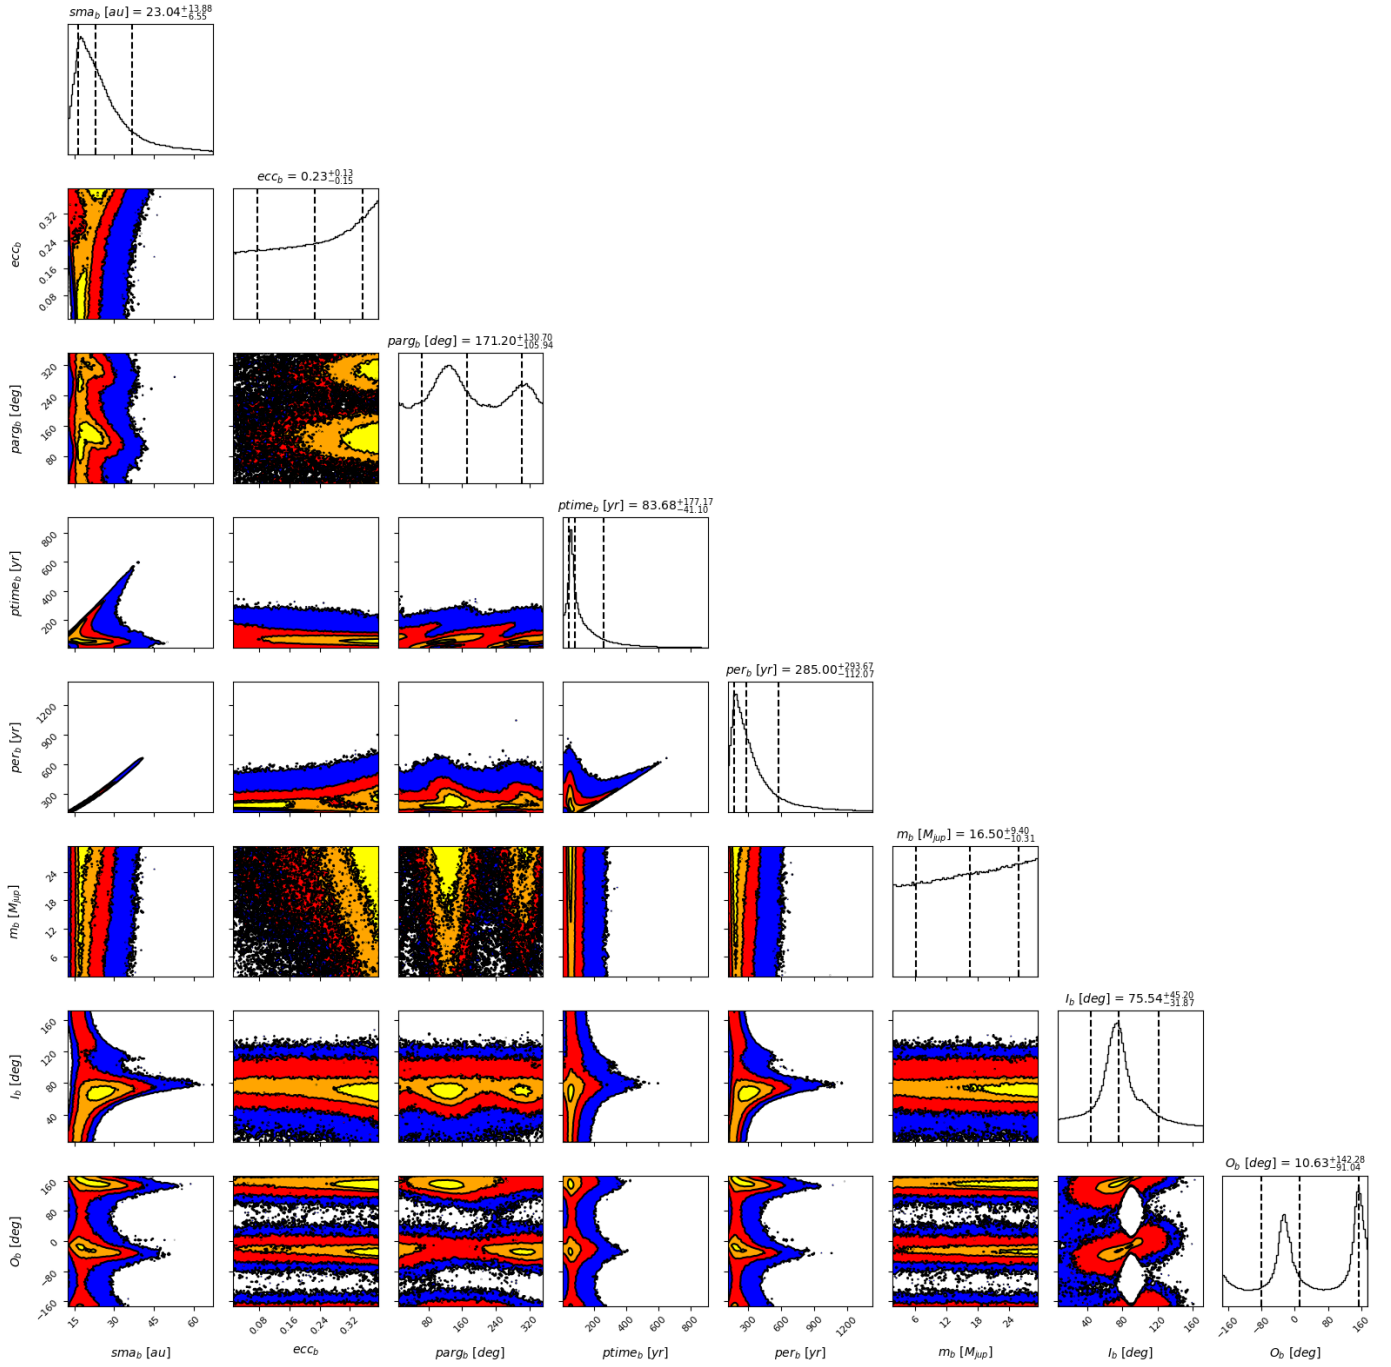 sma_b [au] = 23.04^{+13.88}_{-6.55}
ecc_b = 0.23^{+0.13}_{-0.15}
0.32
0.24
0.16
0.08
ecc_b
parg_b [deg] = 171.20^{+130.70}_{-105.94}
320
240
160
80
parg_b [deg]
ptime_b [yr] = 83.68^{+177.17}_{-41.10}
800
600
400
200
ptime_b [yr]
per_b [yr] = 285.00^{+293.67}_{-112.07}
1200
900
600
300
per_b [yr]
m_b [M_{jup}] = 16.50^{+9.40}_{-10.31}
24
18
12
6
m_b [M_{jup}]
I_b [deg] = 75.54^{+45.20}_{-31.87}
160
120
80
40
I_b [deg]
O_b [deg] = 10.63^{+142.28}_{-91.04}
160
80
0
−80
−160
O_b [deg]
15 30 45 60
0.08 0.16 0.24 0.32
80 160 240 320
200 400 600 800
300 600 900 1200
6 12 18 24
40 80 120 160
−160 −80 0 80 160
sma_b [au] ecc_b parg_b [deg] ptime_b [yr] per_b [yr] m_b [M_{jup}] I_b [deg] O_b [deg]